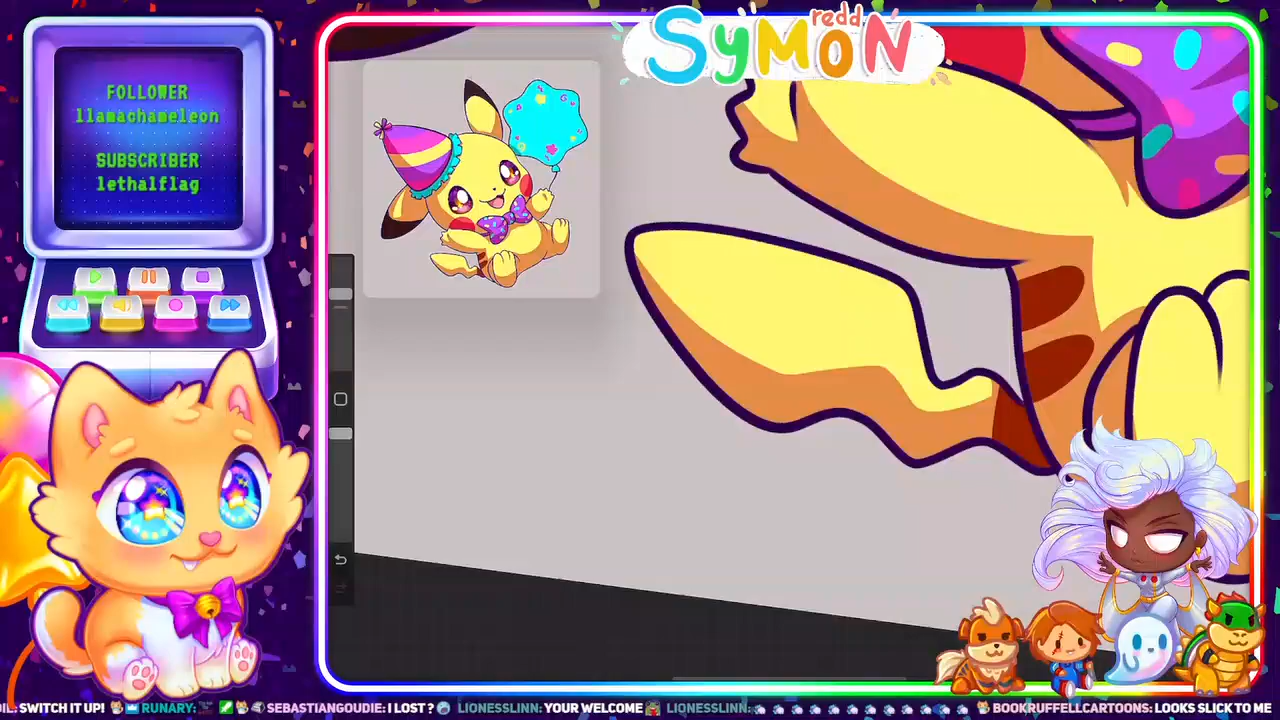 redd
SyMON
FOLLOWER
llamachameleon
SUBSCRIBER
lethalflag
SWITCH IT UP! RUNARY: SEBASTIANGOUDIE: I LOST? LIONESSLINN: YOUR WELCOME LIONESSLINN: BOOKRUFFELLCARTOONS: LOOKS SLICK TO ME